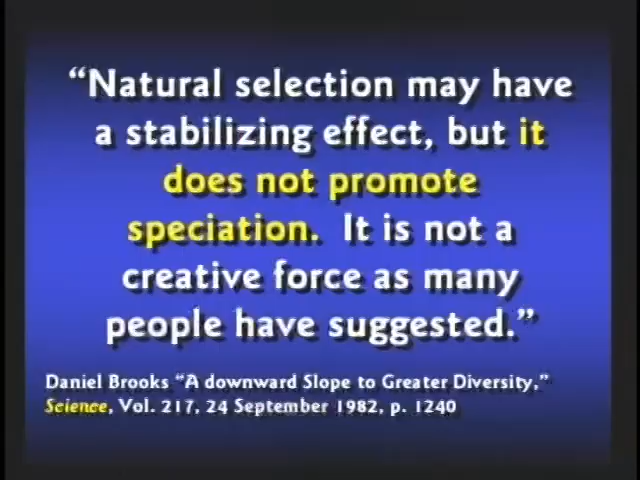 “Natural selection may have
a stabilizing effect, but it
does not promote
speciation. It is not a
creative force as many
people have suggested.”
Daniel Brooks “A downward Slope to Greater Diversity,”
Science, Vol. 217, 24 September 1982, p. 1240